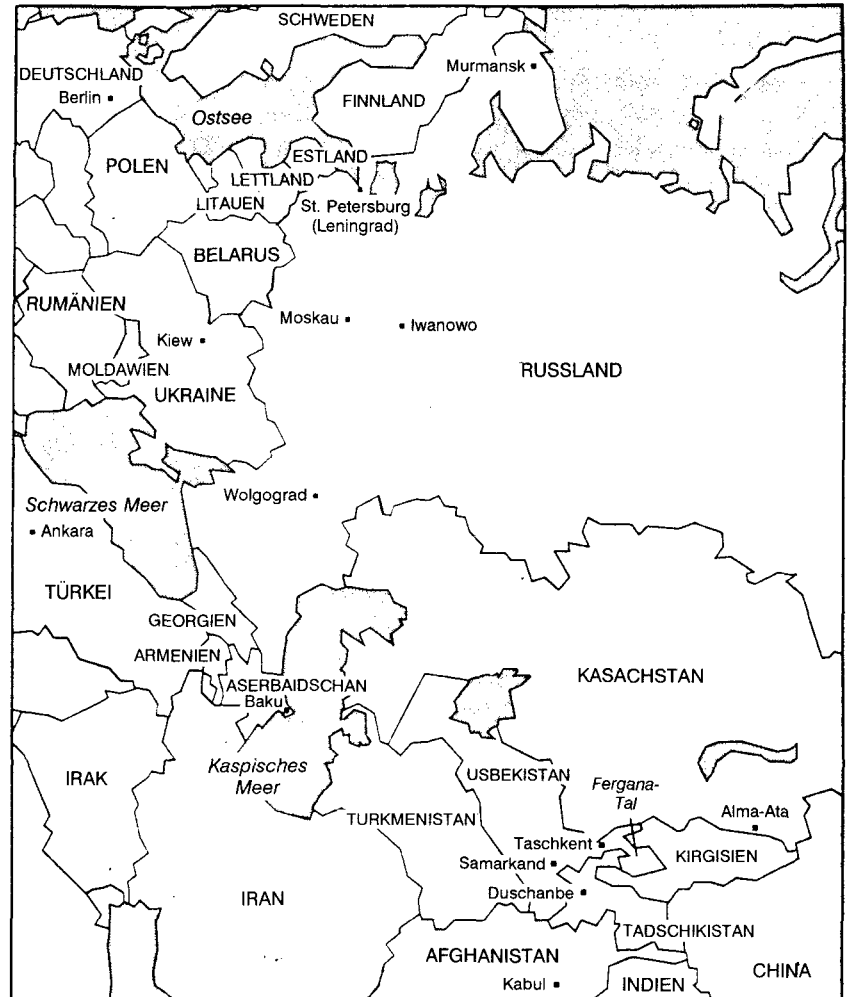 SCHWEDEN
Murmansk
DEUTSCHLAND
Berlin
FINNLAND
Ostsee
ESTLAND
POLEN
LETTLAND
LITAUEN
St. Petersburg
(Leningrad)
BELARUS
RUMÄNIEN
Moskau
Iwanowo
Kiew
MOLDAWIEN
RUSSLAND
UKRAINE
Wolgograd
Schwarzes Meer
Ankara
TÜRKEI
GEORGIEN
ARMENIEN
KASACHSTAN
ASERBAIDSCHAN
Baku
Kaspisches
Meer
IRAK
USBEKISTAN
Fergana-
Tal
Alma-Ata
TURKMENISTAN
Taschkent
Samarkand
KIRGISIEN
Duschanbe
IRAN
TADSCHIKISTAN
AFGHANISTAN
CHINA
Kabul
INDIEN